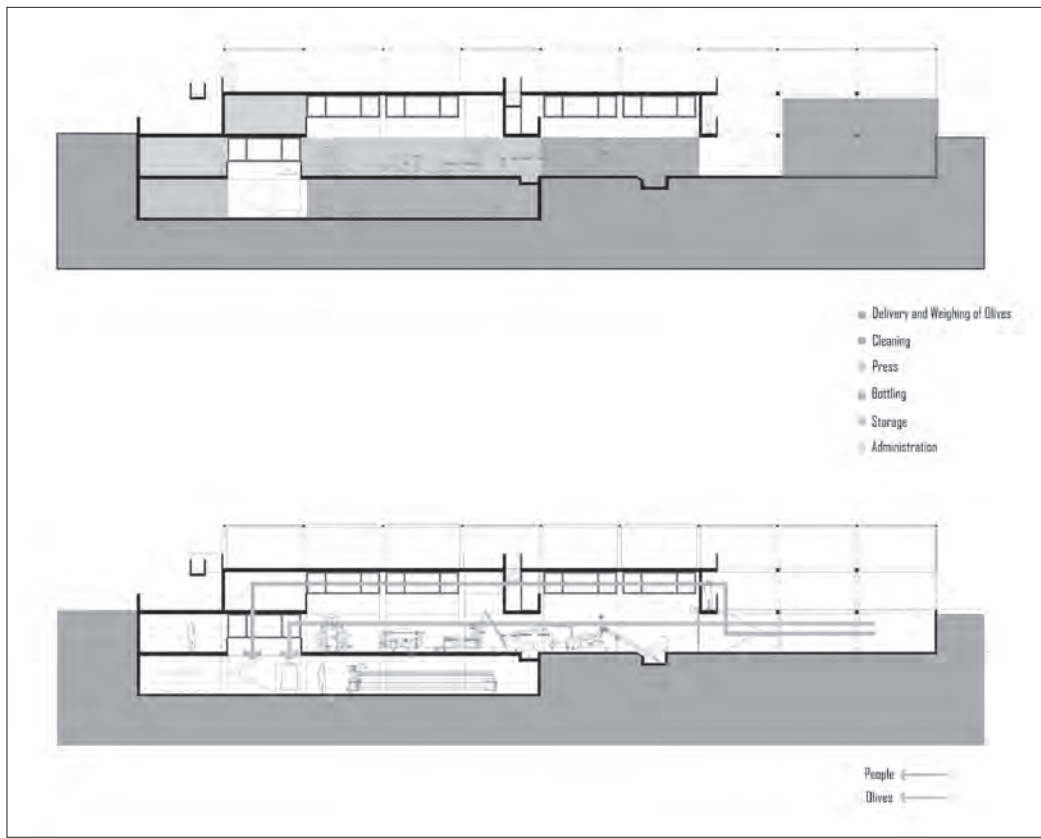 Delivery and Weighing of Olives
Cleaning
Press
Bottling
Storage
Administration
People
Olives